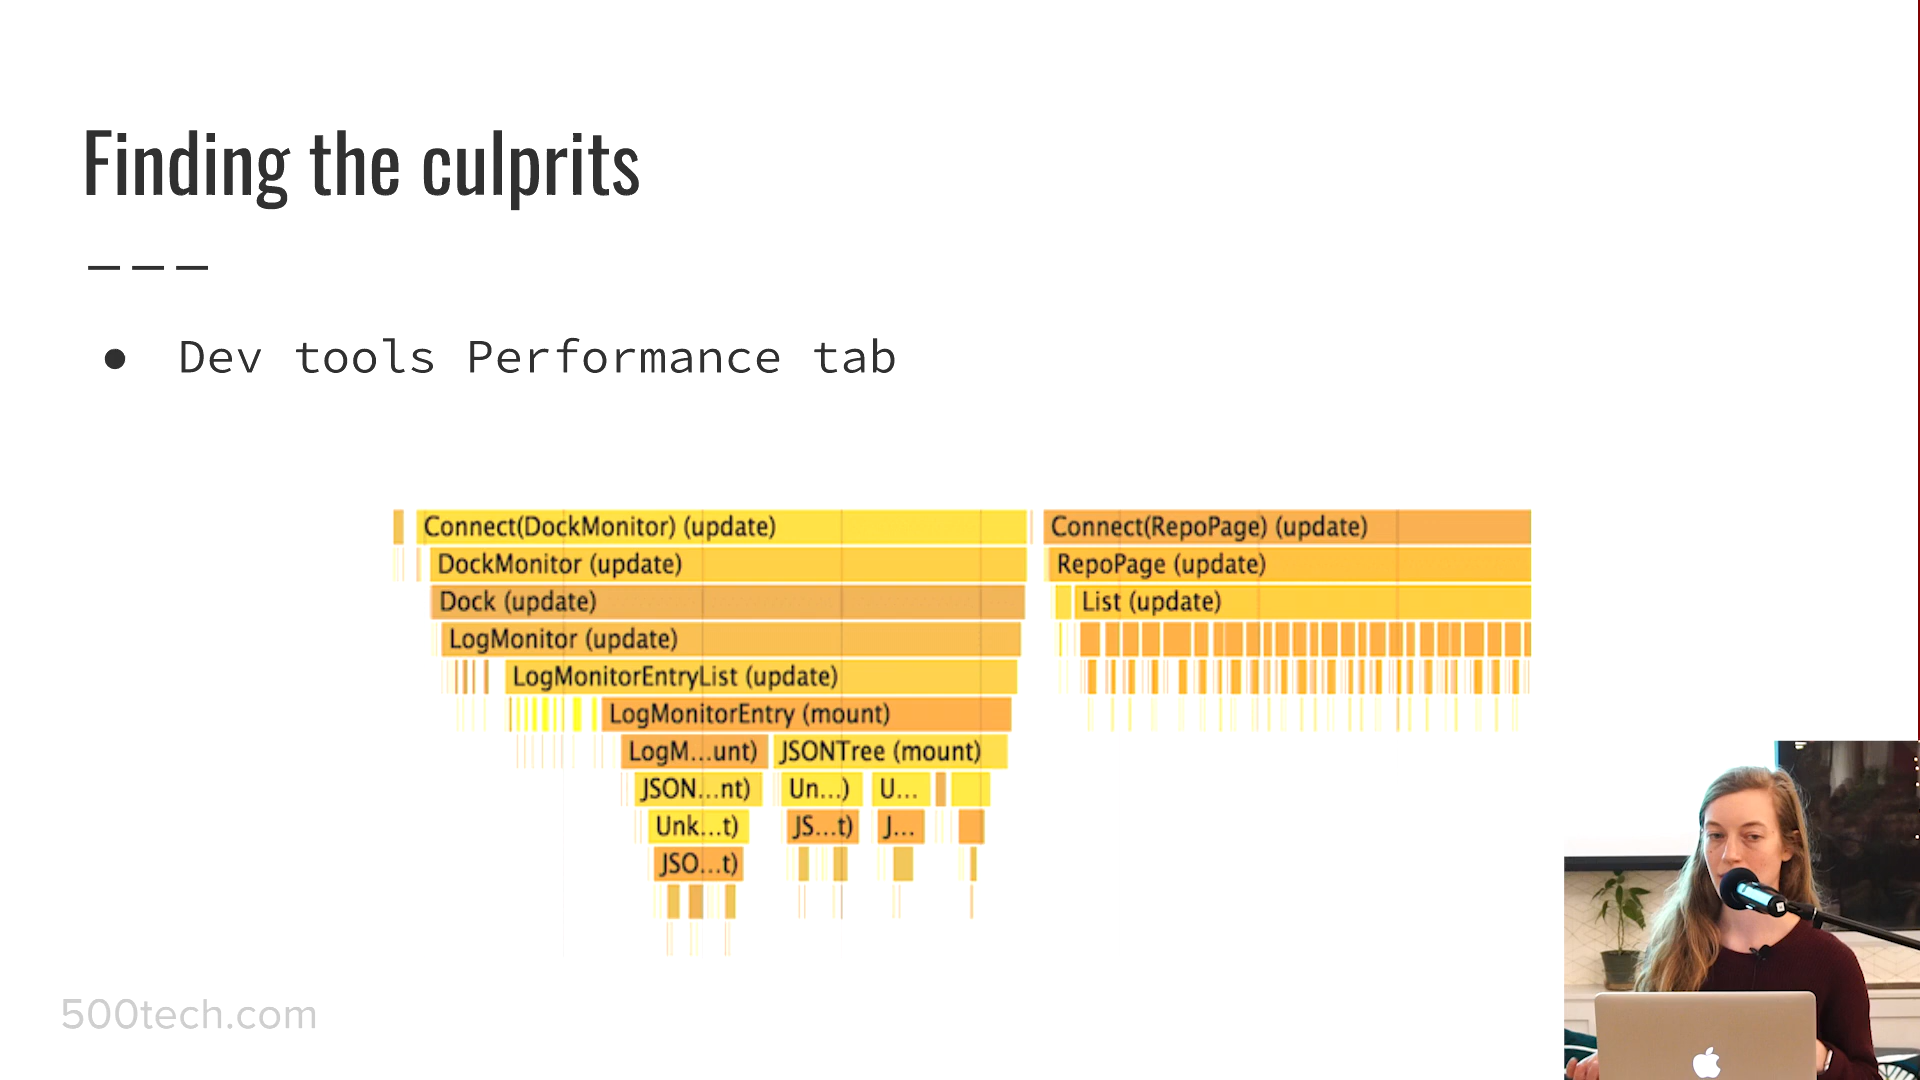 Finding the culprits
● Dev tools Performance tab
Connect(DockMonitor) (update) Connect(RepoPage) (update)
DockMonitor (update) RepoPage (update)
Dock (update) List (update)
LogMonitor (update)
LogMonitorEntryList (update)
LogMonitorEntry (mount)
LogM...unt) JSONTree (mount)
JSON...nt) Un...) U...
Unk...t) JS...t) J...
JSO...t)
500tech.com